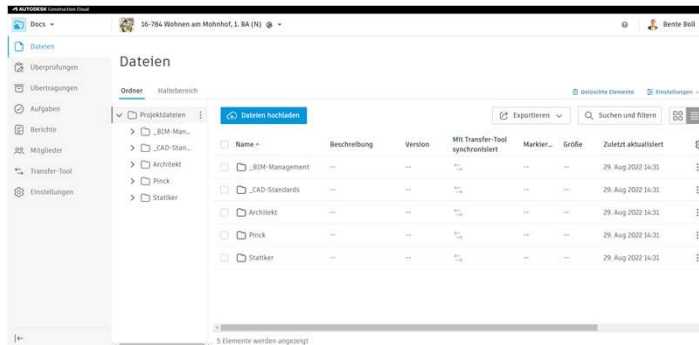 AUTODESK Construction Cloud
Docs
16-784 Wohnen am Mohnhof, 1. BA (N)
Bente Boll
Dateien
Überprüfungen
Übertragungen
Aufgaben
Berichte
Mitglieder
Transfer-Tool
Einstellungen
Dateien
Ordner Haltebereich
Gelöschte Elemente Einstellungen
Projektdateien
_BIM-Man...
_CAD-Stan...
Architekt
Pinck
Statiker
Dateien hochladen
Exportieren
Suchen und filtern
Name Beschreibung Version Mit Transfer-Tool synchronisiert Markier... Größe Zuletzt aktualisiert
_BIM-Management -- -- -- -- 29. Aug 2022 14:31
_CAD-Standards -- -- -- -- 29. Aug 2022 14:31
Architekt -- -- -- -- 29. Aug 2022 14:31
Pinck -- -- -- -- 29. Aug 2022 14:31
Statiker -- -- -- -- 29. Aug 2022 14:31
5 Elemente werden angezeigt